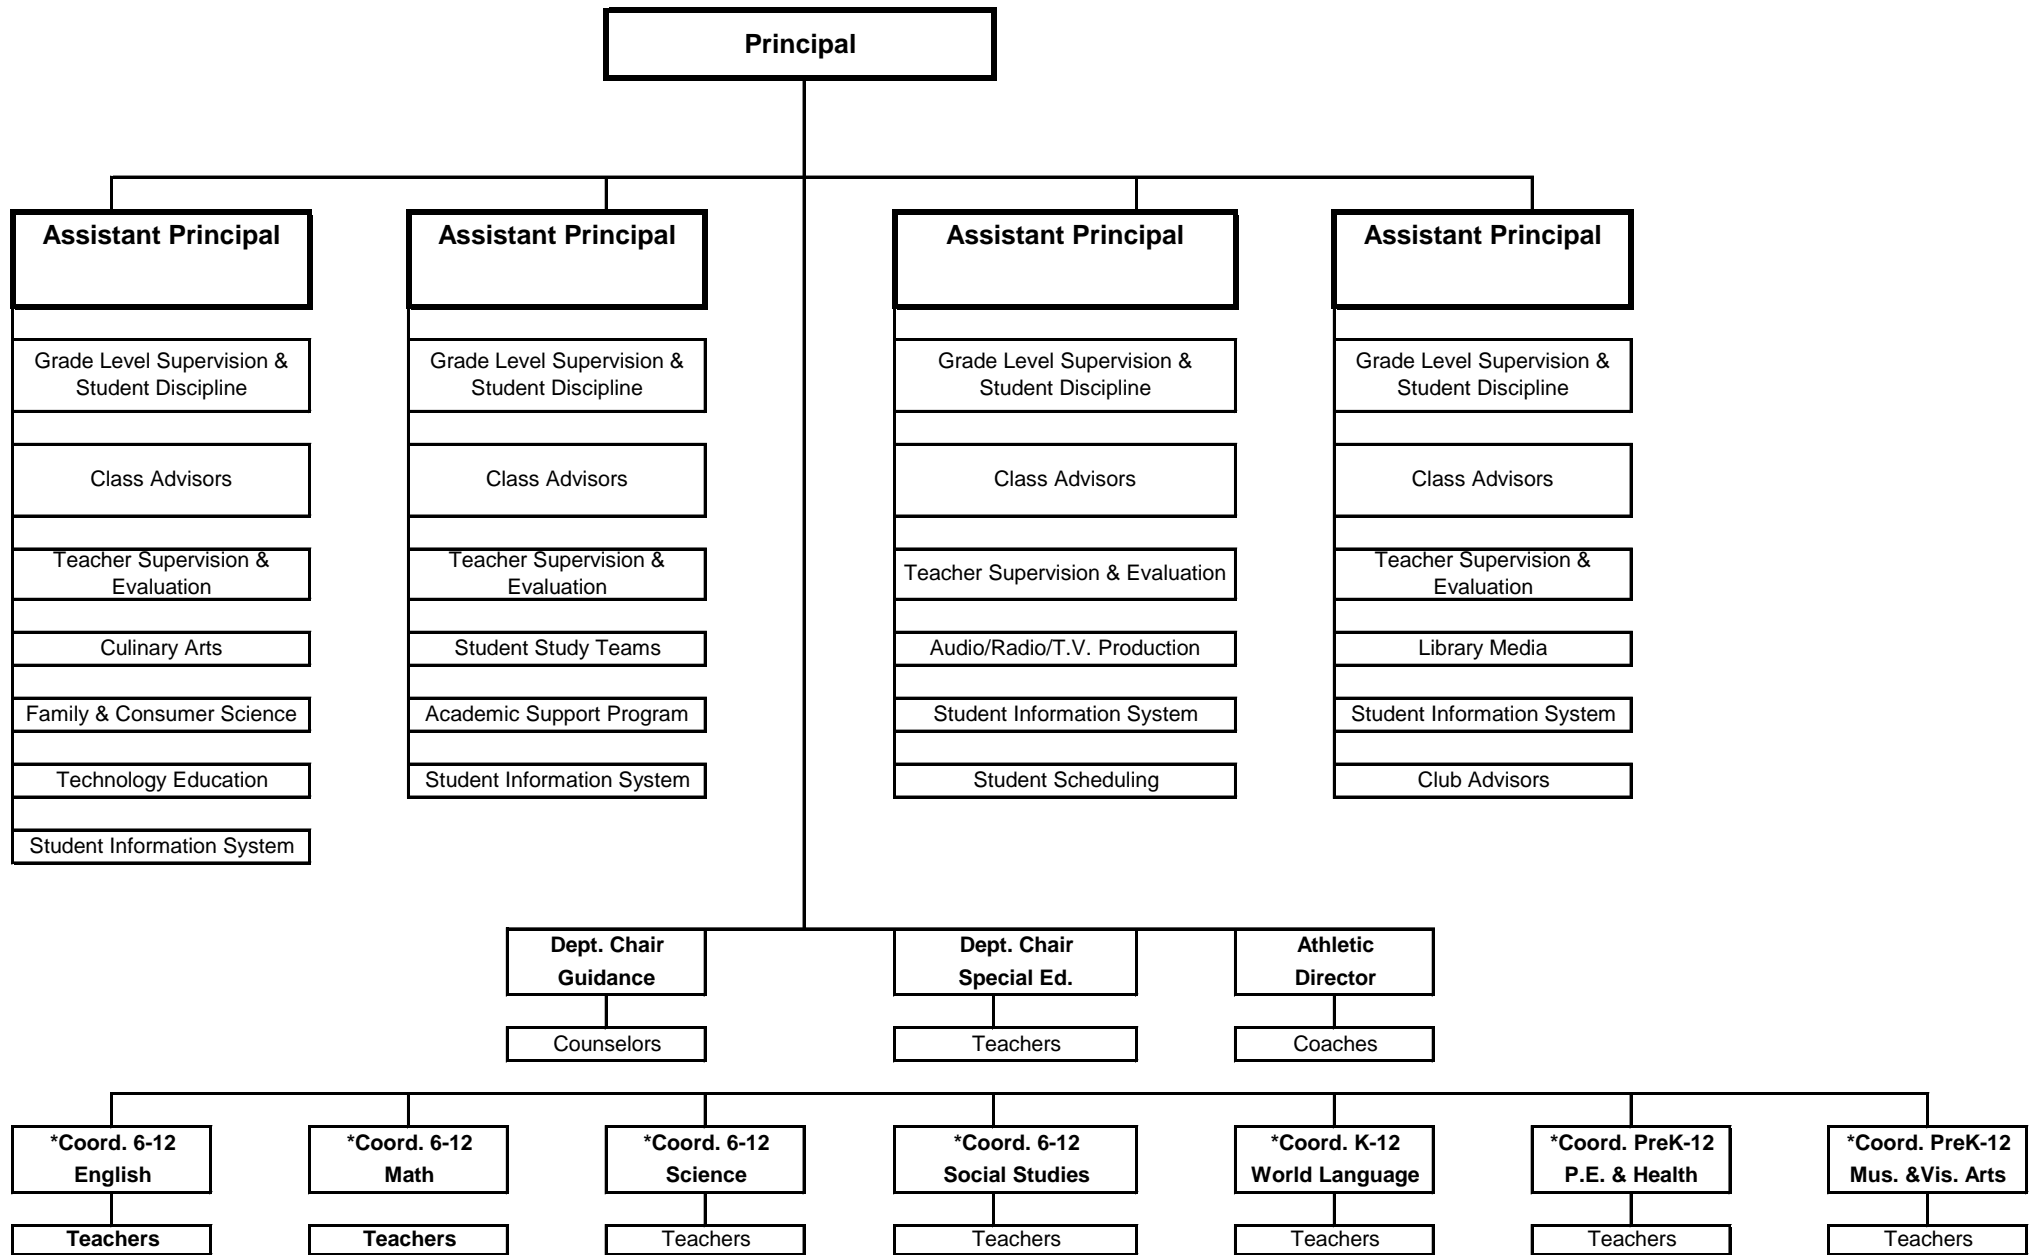 Principal
Assistant Principal
Assistant Principal
Assistant Principal
Assistant Principal
Grade Level Supervision &
Student Discipline
Grade Level Supervision &
Student Discipline
Grade Level Supervision &
Student Discipline
Grade Level Supervision &
Student Discipline
Class Advisors
Class Advisors
Class Advisors
Class Advisors
Teacher Supervision &
Evaluation
Teacher Supervision &
Evaluation
Teacher Supervision & Evaluation
Teacher Supervision &
Evaluation
Culinary Arts
Student Study Teams
Audio/Radio/T.V. Production
Library Media
Family & Consumer Science
Academic Support Program
Student Information System
Student Information System
Technology Education
Student Information System
Student Scheduling
Club Advisors
Student Information System
Dept. Chair
Guidance
Dept. Chair
Special Ed.
Athletic
Director
Counselors
Teachers
Coaches
*Coord. 6-12
English
*Coord. 6-12
Math
*Coord. 6-12
Science
*Coord. 6-12
Social Studies
*Coord. K-12
World Language
*Coord. PreK-12
P.E. & Health
*Coord. PreK-12
Mus. &Vis. Arts
Teachers
Teachers
Teachers
Teachers
Teachers
Teachers
Teachers